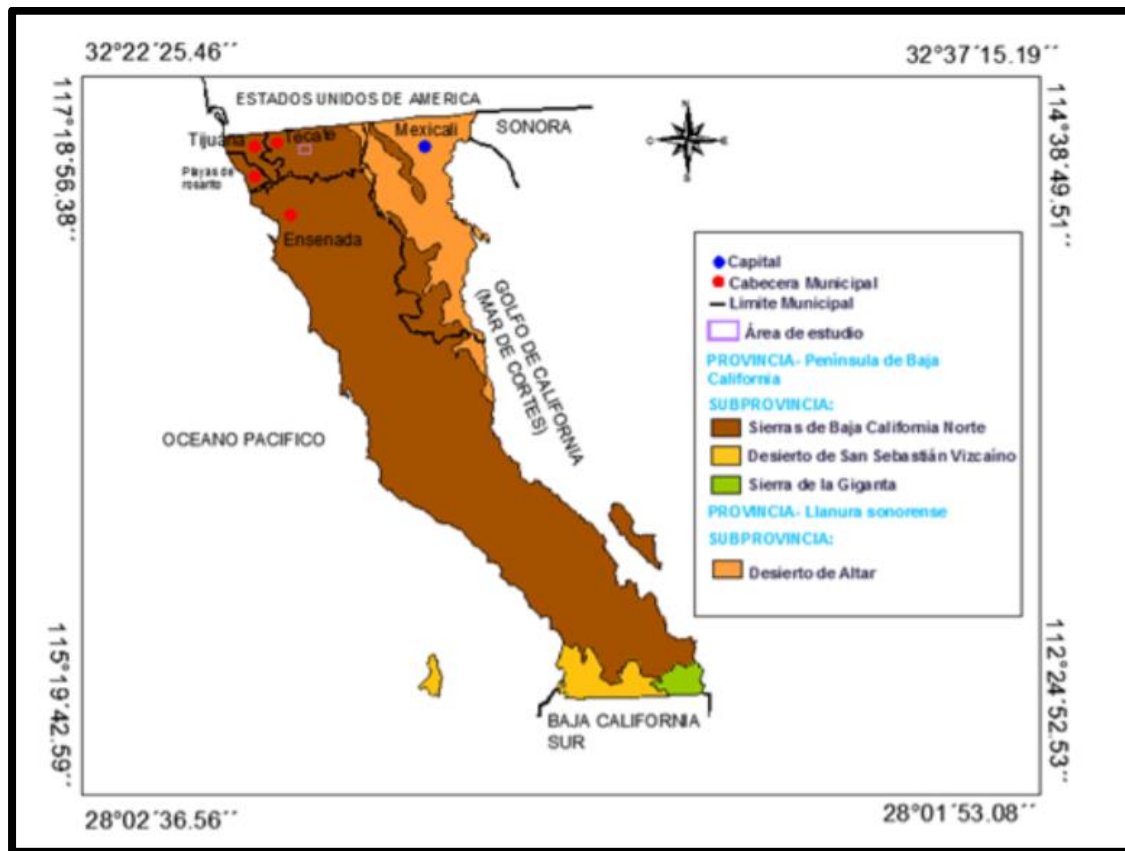 32°22´25.46´´
32°37´15.19´´
117°18´56.38´´
114°38´49.51´´
ESTADOS UNIDOS DE AMERICA
SONORA
Mexicali
Tijuana
Tecate
Playas de
rosarito
Ensenada
N
O
E
S
GOLFO DE CALIFORNIA
(MAR DE CORTES)
OCEANO PACIFICO
Capital
Cabecera Municipal
Límite Municipal
Área de estudio
PROVINCIA- Península de Baja
California
SUBPROVINCIA:
Sierras de Baja California Norte
Desierto de San Sebastián Vizcaíno
Sierra de la Giganta
PROVINCIA- Llanura sonorense
SUBPROVINCIA:
Desierto de Altar
BAJA CALIFORNIA
SUR
115°19´42.59´´
112°24´52.53´´
28°02´36.56´´
28°01´53.08´´